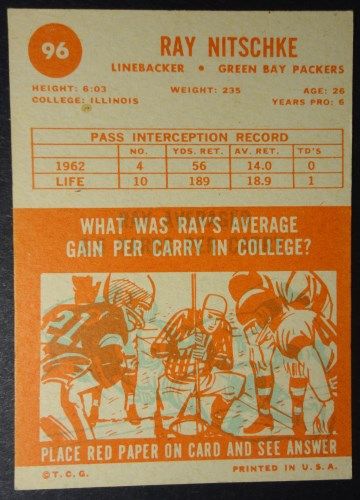 96
RAY NITSCHKE
LINEBACKER • GREEN BAY PACKERS
HEIGHT: 6:03 WEIGHT: 235 AGE: 26
COLLEGE: ILLINOIS YEARS PRO: 6
PASS INTERCEPTION RECORD
NO. YDS. RET. AV. RET. TD'S
1962 4 56 14.0 0
LIFE 10 189 18.9 1
WHAT WAS RAY'S AVERAGE
GAIN PER CARRY IN COLLEGE?
21
PLACE RED PAPER ON CARD AND SEE ANSWER
© T.C.G. PRINTED IN U.S.A.